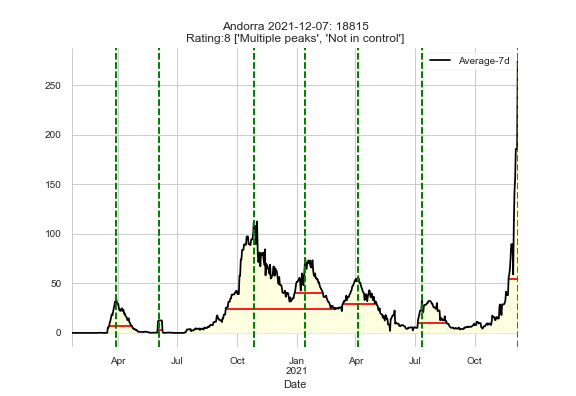 Andorra 2021-12-07: 18815
Rating:8 ['Multiple peaks', 'Not in control']
Average-7d
250
200
150
100
50
0
Apr Jul Oct Jan Apr Jul Oct
2021
Date